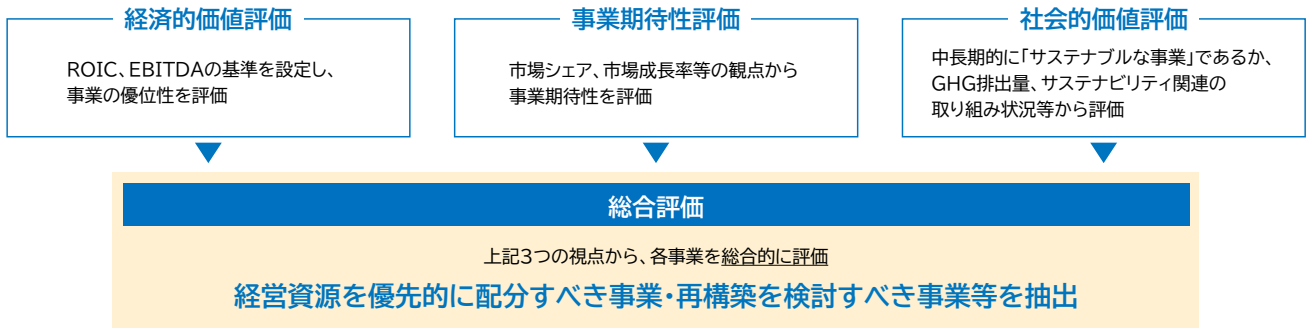 経済的価値評価
ROIC、EBITDAの基準を設定し、
事業の優位性を評価
事業期待性評価
市場シェア、市場成長率等の観点から
事業期待性を評価
社会的価値評価
中長期的に「サステナブルな事業」であるか、
GHG排出量、サステナビリティ関連の
取り組み状況等から評価
総合評価
上記3つの視点から、各事業を総合的に評価
経営資源を優先的に配分すべき事業・再構築を検討すべき事業等を抽出